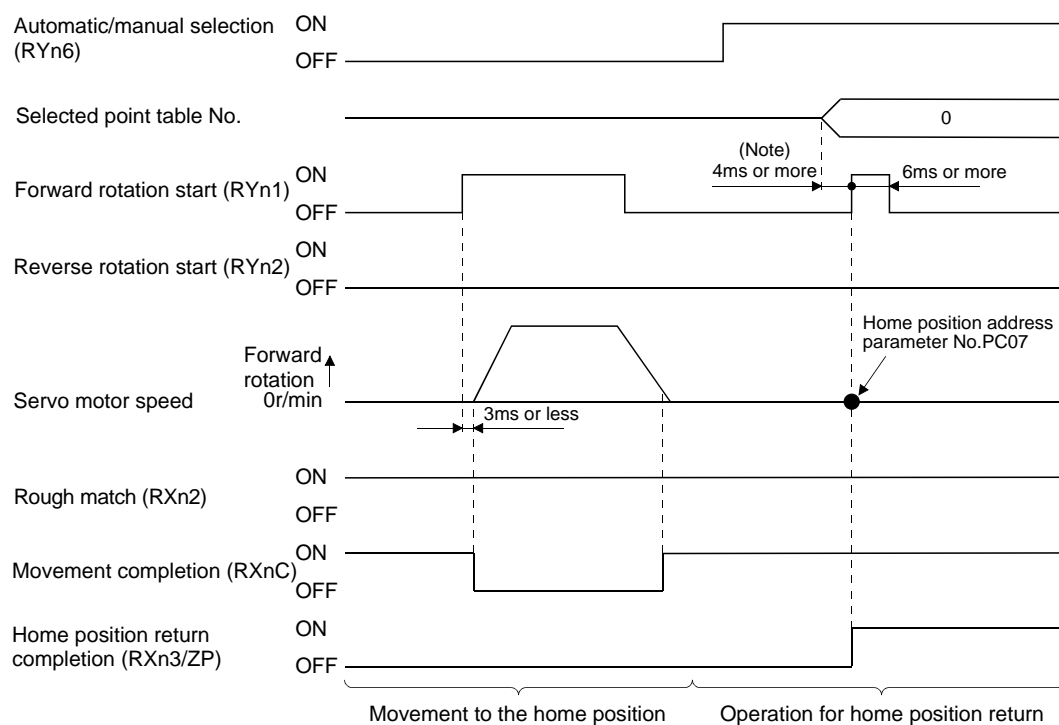 Automatic/manual selection
(RYn6)
ON
OFF
Selected point table No.
0
(Note)
4ms or more
6ms or more
Forward rotation start (RYn1)
ON
OFF
Reverse rotation start (RYn2)
ON
OFF
Home position address
parameter No.PC07
Forward
rotation
0r/min
Servo motor speed
3ms or less
Rough match (RXn2)
ON
OFF
Movement completion (RXnC)
ON
OFF
Home position return
completion (RXn3/ZP)
ON
OFF
Movement to the home position
Operation for home position return